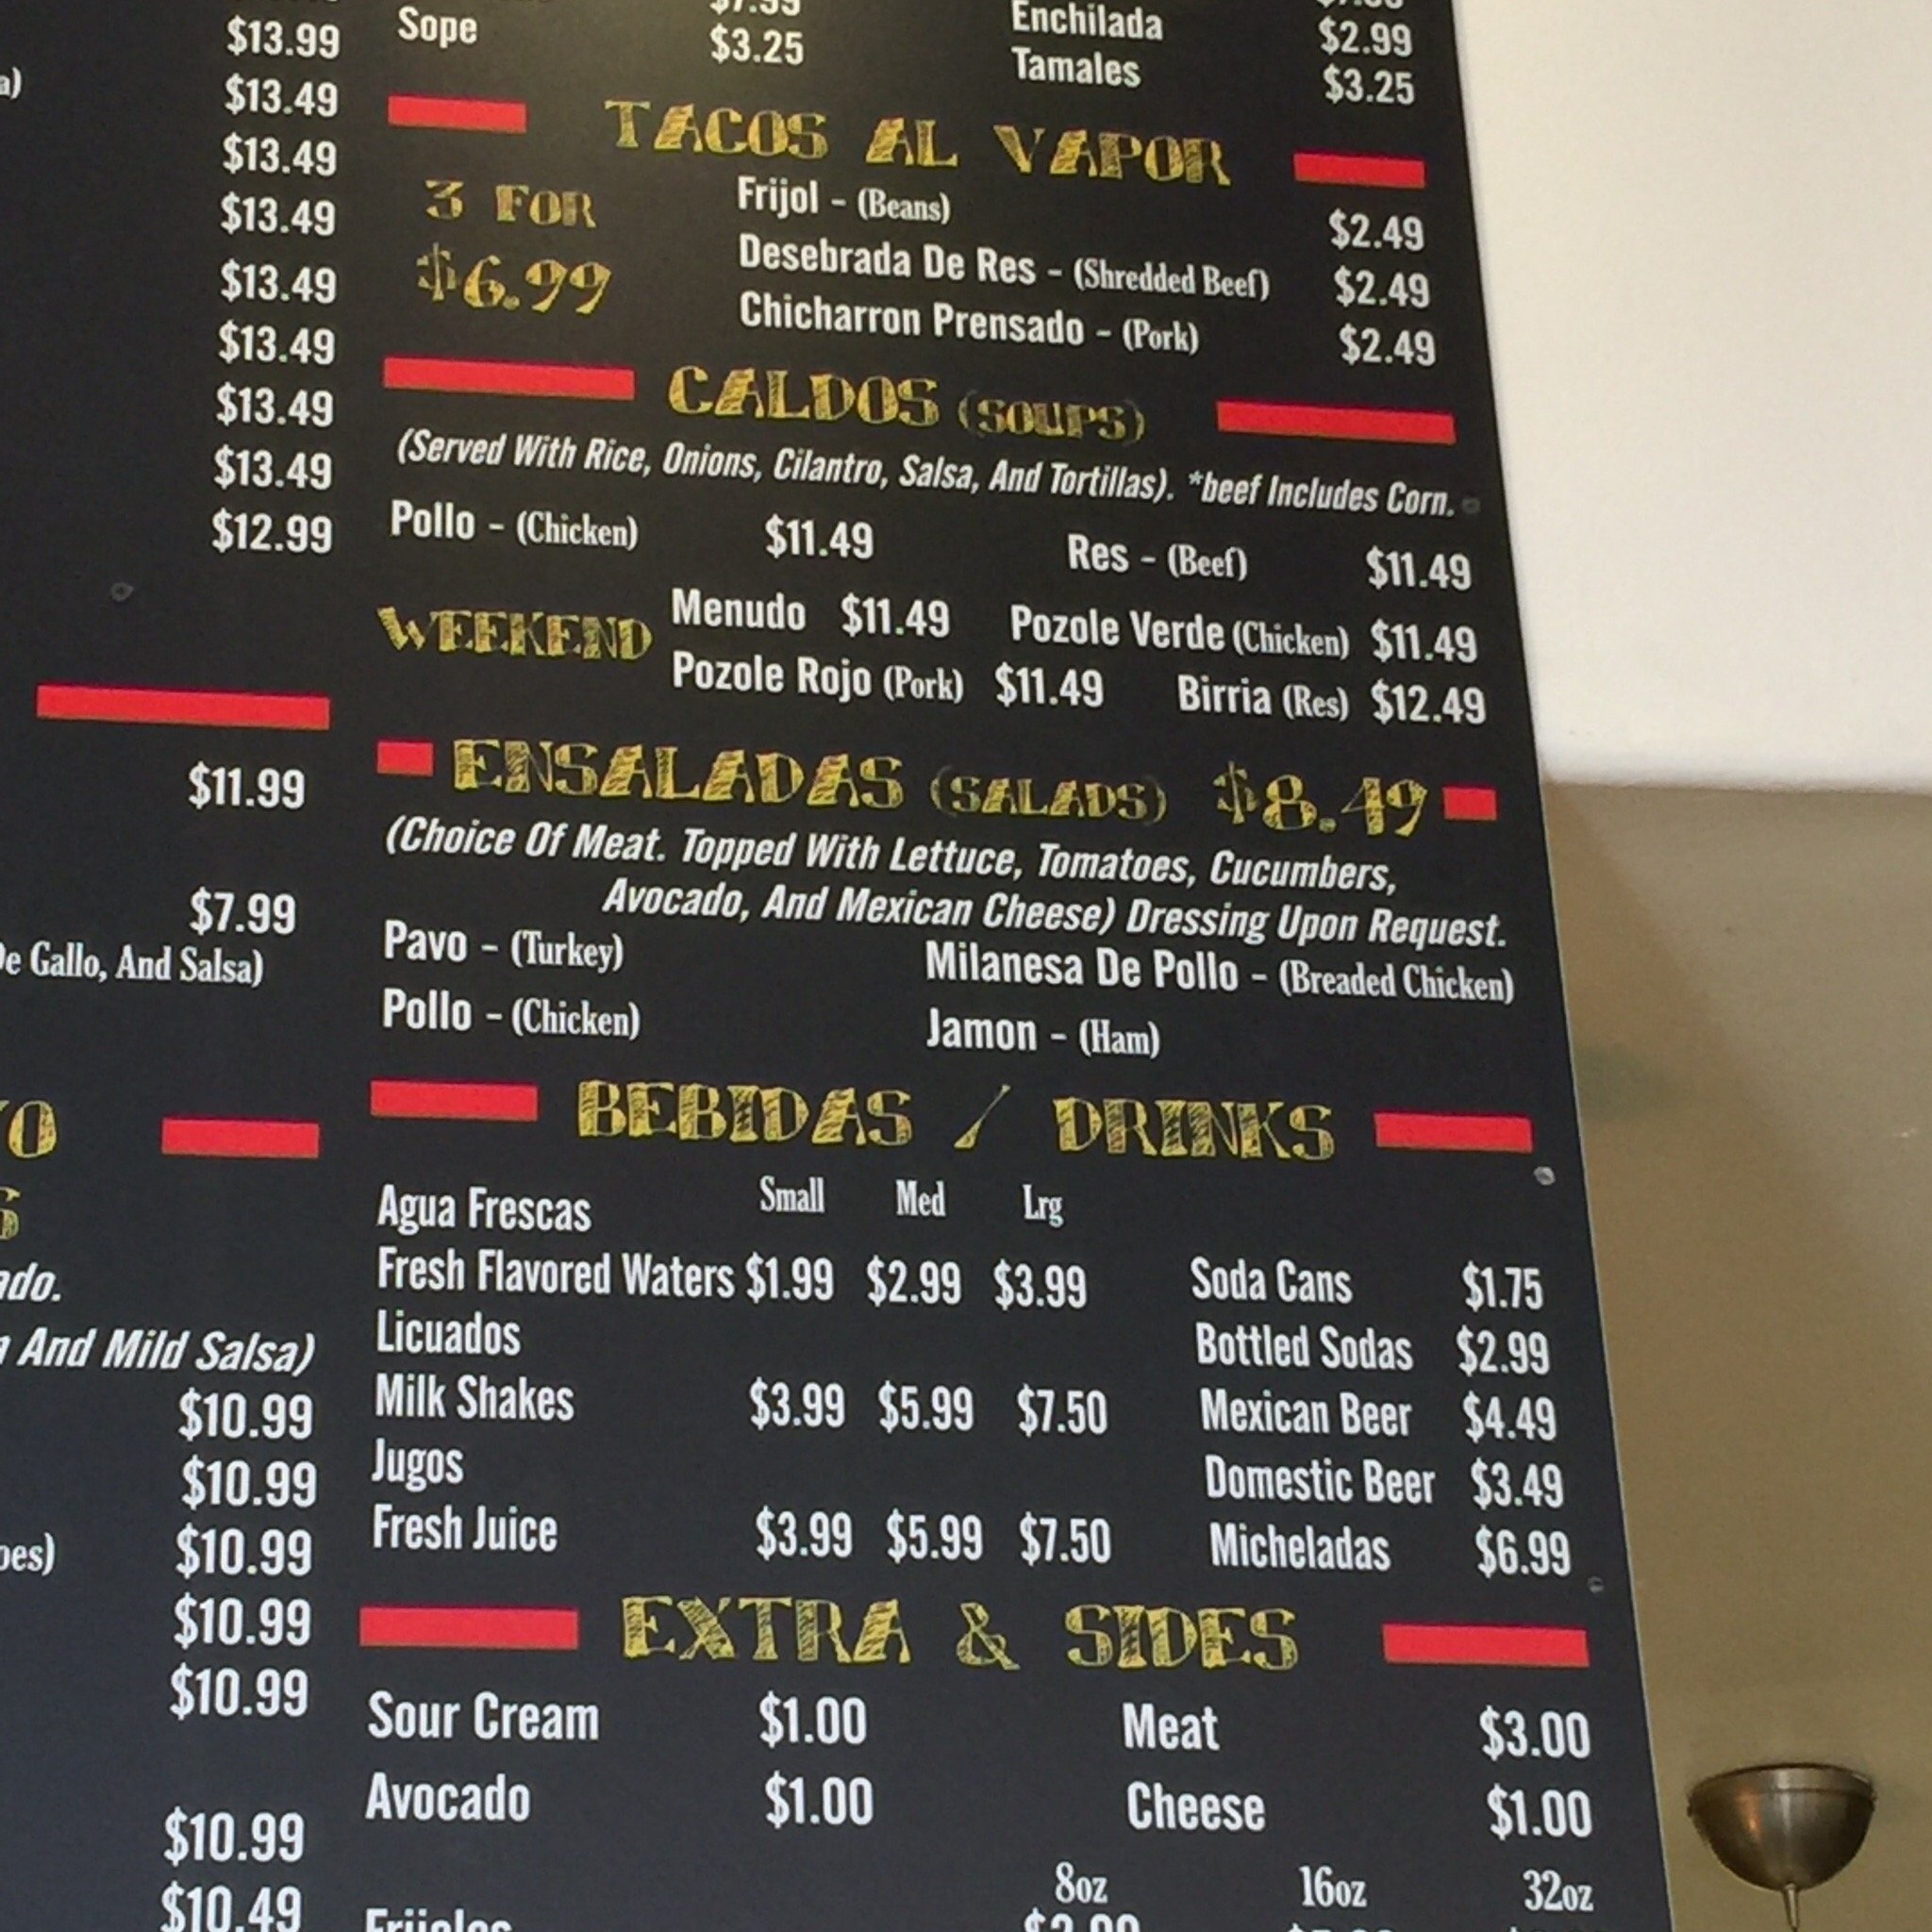 $13.99
a)
$13.49
$13.49
$13.49
$13.49
$13.49
$13.49
$13.49
$12.99
$11.99
$7.99
De Gallo, And Salsa)
ado.
And Mild Salsa)
$10.99
$10.99
oes) $10.99
$10.99
$10.99
$10.99
$10.49
Sope $3.25
Enchilada $2.99
Tamales $3.25
TACOS AL VAPOR
3 FOR
$6.99
Frijol - (Beans) $2.49
Desebrada De Res - (Shredded Beef) $2.49
Chicharron Prensado - (Pork) $2.49
CALDOS (SOUPS)
(Served With Rice, Onions, Cilantro, Salsa, And Tortillas). *beef Includes Corn.
Pollo - (Chicken) $11.49 Res - (Beef) $11.49
WEEKEND
Menudo $11.49 Pozole Verde (Chicken) $11.49
Pozole Rojo (Pork) $11.49 Birria (Res) $12.49
ENSALADAS (SALADS) $8.49
(Choice Of Meat. Topped With Lettuce, Tomatoes, Cucumbers,
Avocado, And Mexican Cheese) Dressing Upon Request.
Pavo - (Turkey) Milanesa De Pollo - (Breaded Chicken)
Pollo - (Chicken) Jamon - (Ham)
BEBIDAS / DRINKS
Agua Frescas Small Med Lrg
Fresh Flavored Waters $1.99 $2.99 $3.99 Soda Cans $1.75
Licuados Bottled Sodas $2.99
Milk Shakes $3.99 $5.99 $7.50 Mexican Beer $4.49
Jugos Domestic Beer $3.49
Fresh Juice $3.99 $5.99 $7.50 Micheladas $6.99
EXTRA & SIDES
Sour Cream $1.00 Meat $3.00
Avocado $1.00 Cheese $1.00
8oz 16oz 32oz
Frijoles